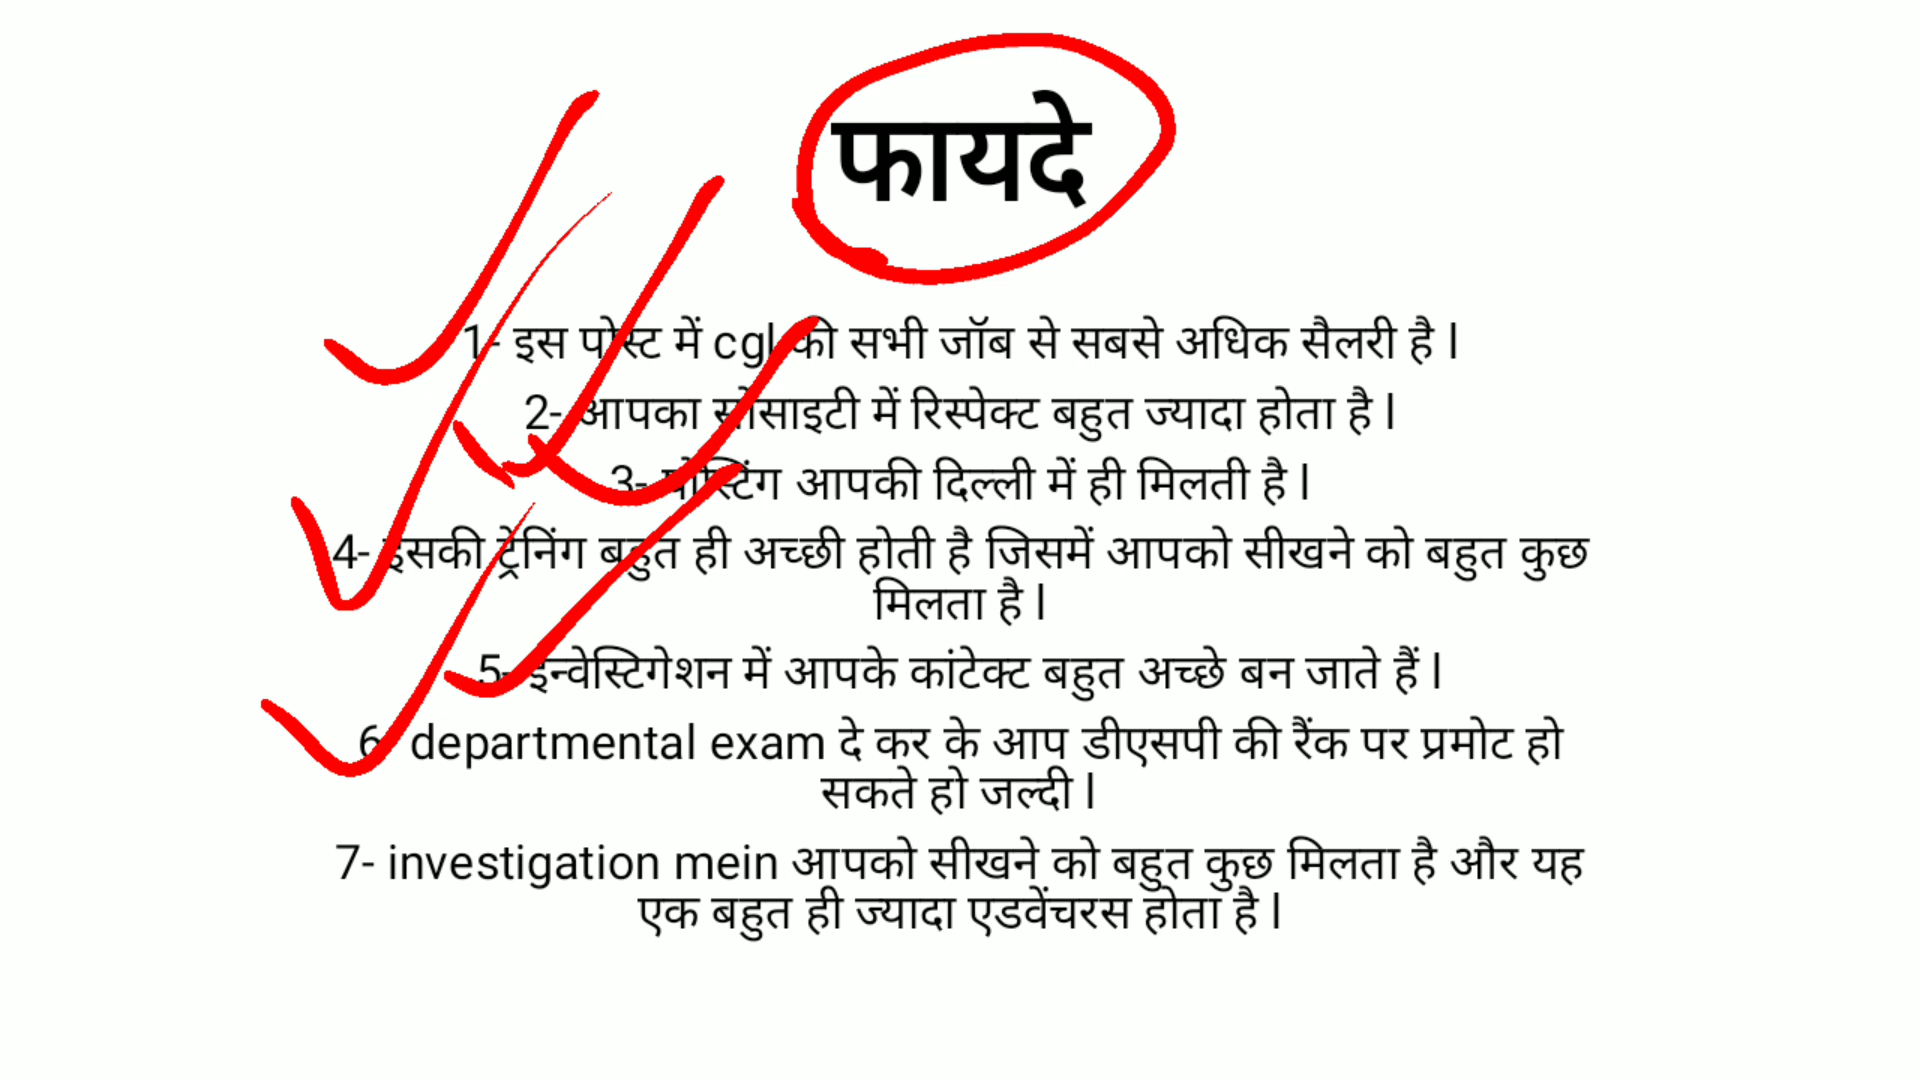 फायदे
1- इस पोस्ट में cgl की सभी जॉब से सबसे अधिक सैलरी है l
2- आपका सोसाइटी में रिस्पेक्ट बहुत ज्यादा होता है l
3- पोस्टिंग आपकी दिल्ली में ही मिलती है l
4- इसकी ट्रेनिंग बहुत ही अच्छी होती है जिसमें आपको सीखने को बहुत कुछ
मिलता है l
5- इन्वेस्टिगेशन में आपके कांटेक्ट बहुत अच्छे बन जाते हैं l
6- departmental exam दे कर के आप डीएसपी की रैंक पर प्रमोट हो
सकते हो जल्दी l
7- investigation mein आपको सीखने को बहुत कुछ मिलता है और यह
एक बहुत ही ज्यादा एडवेंचरस होता है l